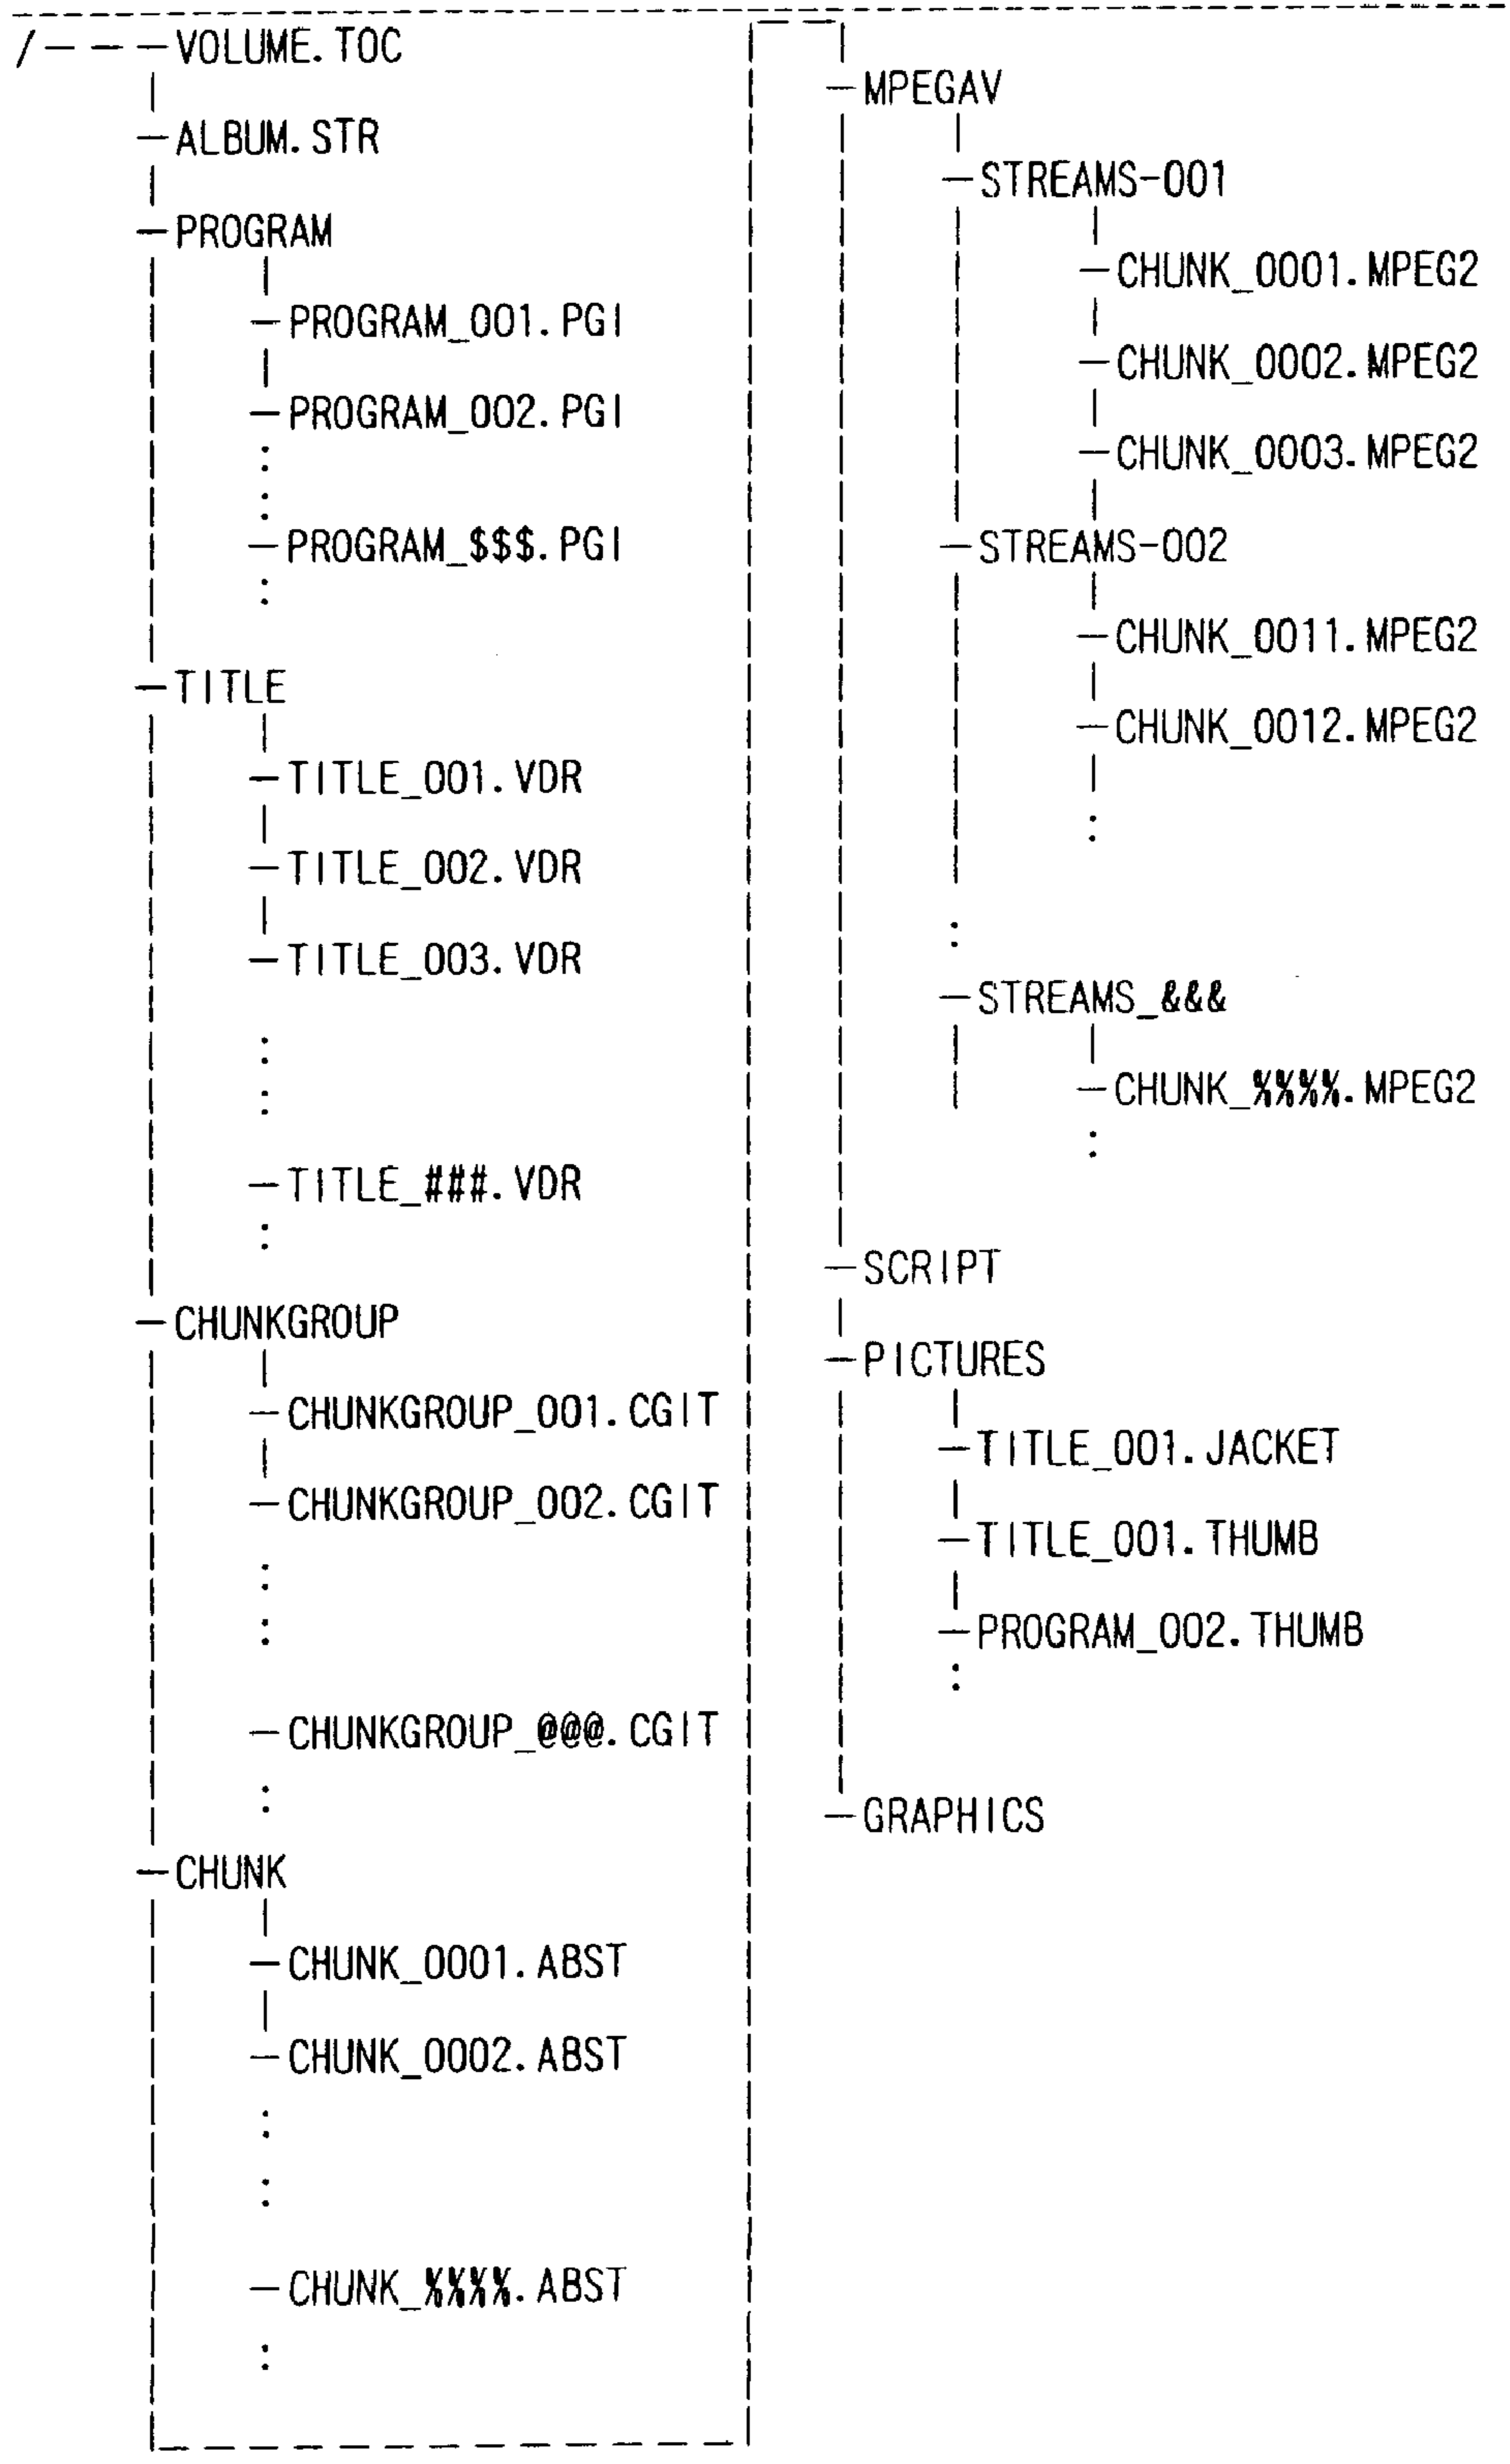 /---VOLUME.TOC
ALBUM.STR
PROGRAM
PROGRAM_001.PGI
PROGRAM_002.PGI
PROGRAM_$$$.PGI
TITLE
TITLE_001.VDR
TITLE_002.VDR
TITLE_003.VDR
TITLE_###.VDR
CHUNKGROUP
CHUNKGROUP_001.CGIT
CHUNKGROUP_002.CGIT
CHUNKGROUP_@@@.CGIT
CHUNK
CHUNK_0001.ABST
CHUNK_0002.ABST
CHUNK_%%%%.ABST
MPEGAV
STREAMS-001
CHUNK_0001.MPEG2
CHUNK_0002.MPEG2
CHUNK_0003.MPEG2
STREAMS-002
CHUNK_0011.MPEG2
CHUNK_0012.MPEG2
STREAMS_&&&
CHUNK_%%%%.MPEG2
SCRIPT
PICTURES
TITLE_001.JACKET
TITLE_001.THUMB
PROGRAM_002.THUMB
GRAPHICS